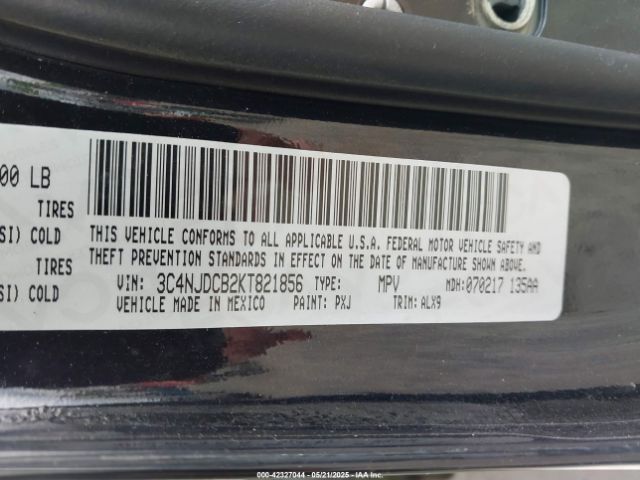 00 LB
TIRES
SI) COLD
TIRES
SI) COLD
THIS VEHICLE CONFORMS TO ALL APPLICABLE U.S.A. FEDERAL MOTOR VEHICLE SAFETY AND
THEFT PREVENTION STANDARDS IN EFFECT ON THE DATE OF MANUFACTURE SHOWN ABOVE.
VIN: 3C4NJDCB2KT821856 TYPE: MPV MDH:070217 135AA
VEHICLE MADE IN MEXICO PAINT: PXJ TRIM: ALX9
000-42327044 — 05/21/2025 — IAA Inc.